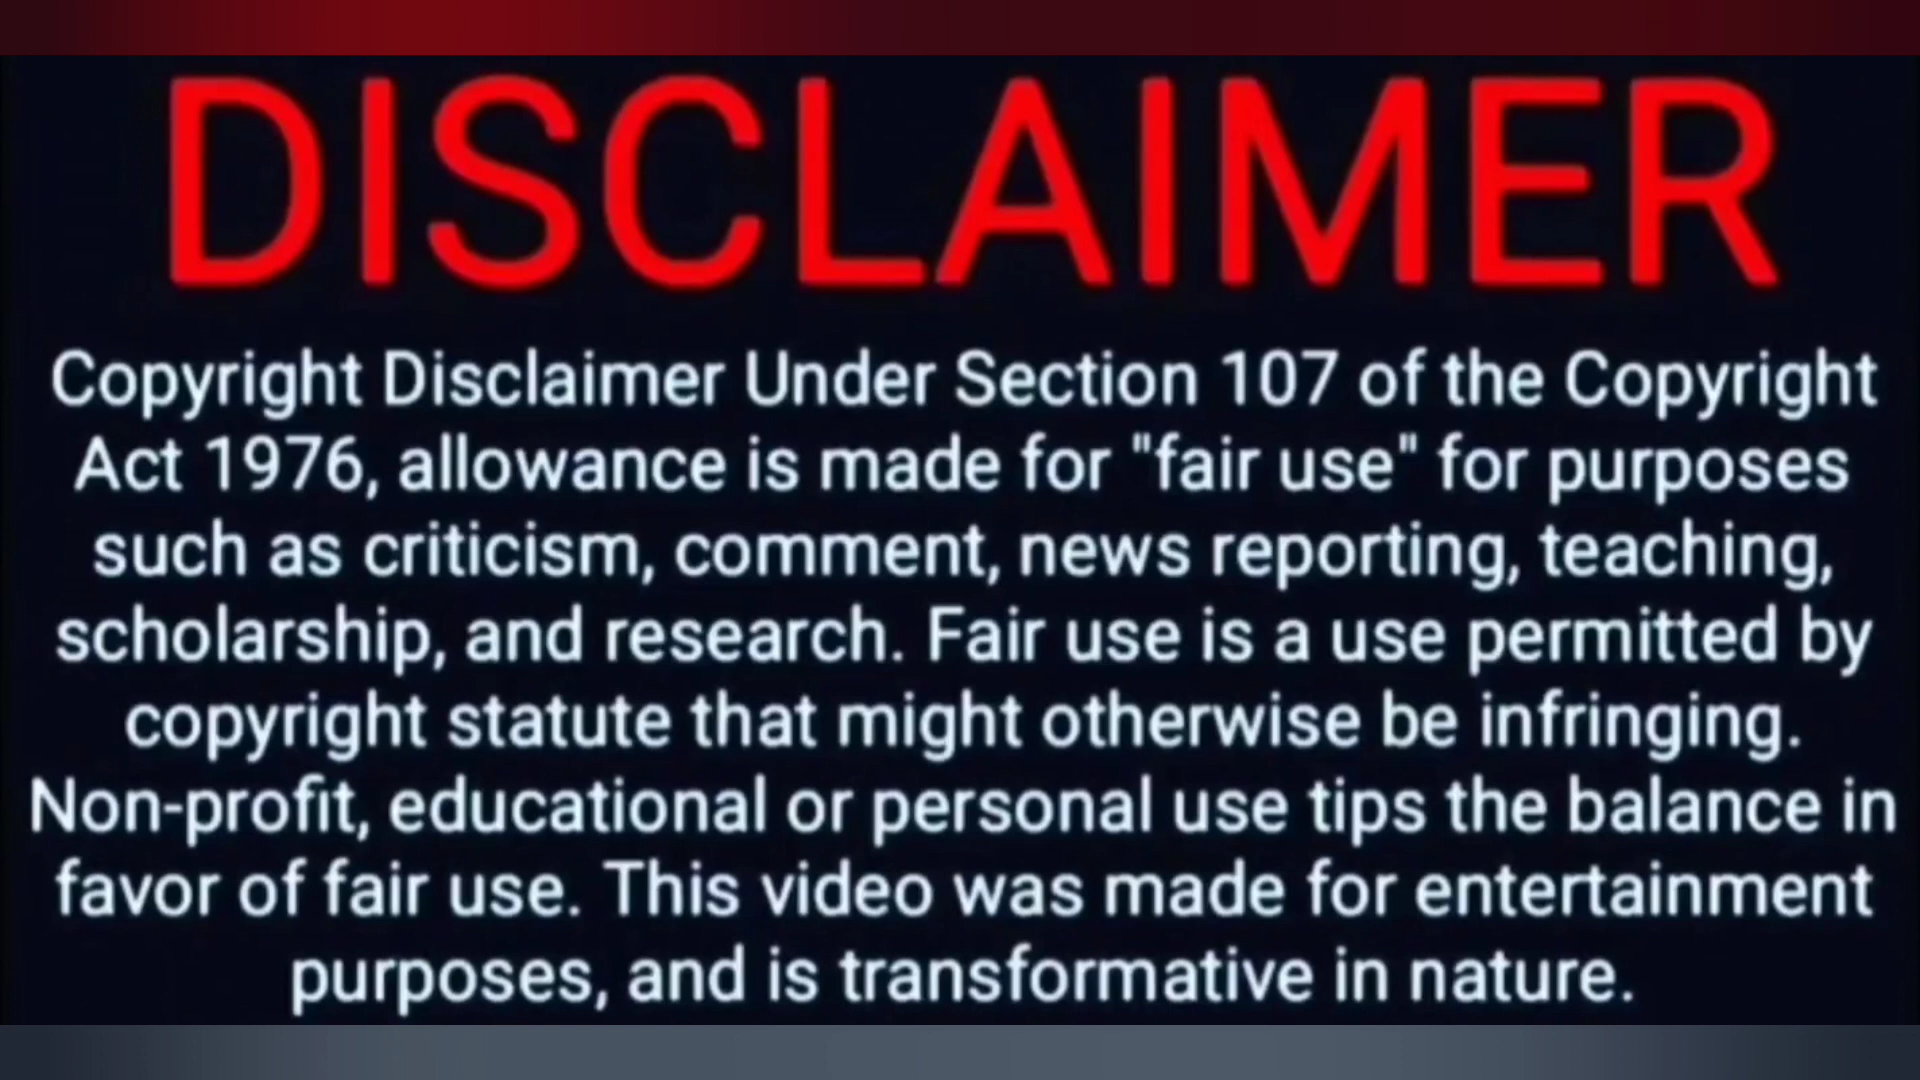 DISCLAIMER
Copyright Disclaimer Under Section 107 of the Copyright
Act 1976, allowance is made for "fair use" for purposes
such as criticism, comment, news reporting, teaching,
scholarship, and research. Fair use is a use permitted by
copyright statute that might otherwise be infringing.
Non-profit, educational or personal use tips the balance in
favor of fair use. This video was made for entertainment
purposes, and is transformative in nature.